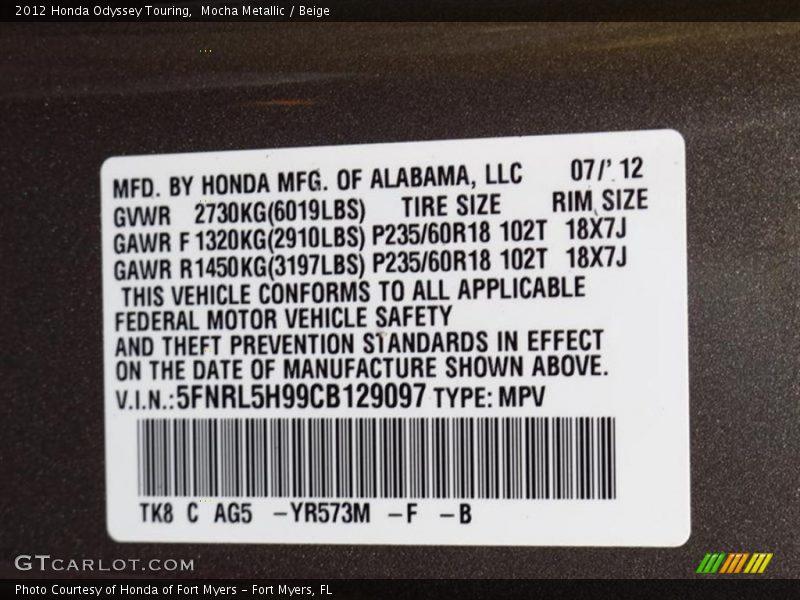 2012 Honda Odyssey Touring,  Mocha Metallic / Beige
MFD. BY HONDA MFG. OF ALABAMA, LLC 07/'12
GVWR 2730KG(6019LBS) TIRE SIZE RIM SIZE
GAWR F 1320KG(2910LBS) P235/60R18 102T 18X7J
GAWR R 1450KG(3197LBS) P235/60R18 102T 18X7J
THIS VEHICLE CONFORMS TO ALL APPLICABLE
FEDERAL MOTOR VEHICLE SAFETY
AND THEFT PREVENTION STANDARDS IN EFFECT
ON THE DATE OF MANUFACTURE SHOWN ABOVE.
V.I.N.:5FNRL5H99CB129097 TYPE: MPV
TK8 C AG5 -YR573M -F -B
GTCARLOT.COM
Photo Courtesy of Honda of Fort Myers - Fort Myers, FL